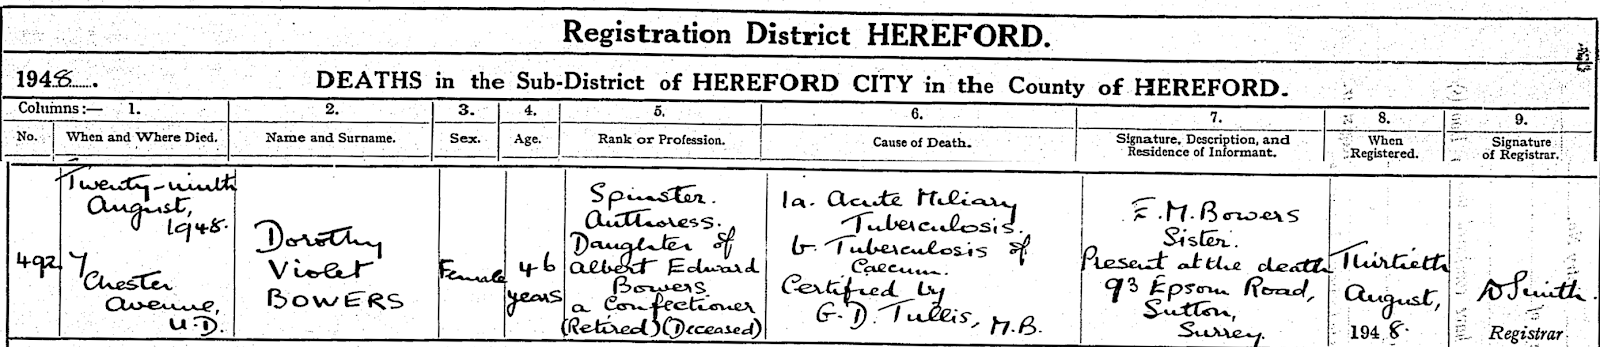 Registration District HEREFORD.
1948. DEATHS in the Sub-District of HEREFORD CITY in the County of HEREFORD.
Columns:— 1. 2. 3. 4. 5. 6. 7. 8. 9.
No. When and Where Died. Name and Surname. Sex. Age. Rank or Profession. Cause of Death. Signature, Description, and Residence of Informant. When Registered. Signature of Registrar.
492
Twenty-ninth
August,
1948.
7
Chester
Avenue,
U.D.
Dorothy
Violet
BOWERS
Female
46
years
Spinster.
Authoress.
Daughter of
Albert Edward
Bowers
a Confectioner
(Retired) (Deceased)
1a. Acute Miliary
Tuberculosis.
b. Tuberculosis of
Caecum.
Certified by
G. D. Tullis, M.B.
F. M. Bowers
Sister.
Present at the death
93 Epsom Road,
Sutton,
Surrey.
Thirtieth
August,
1948.
D Smith.
Registrar